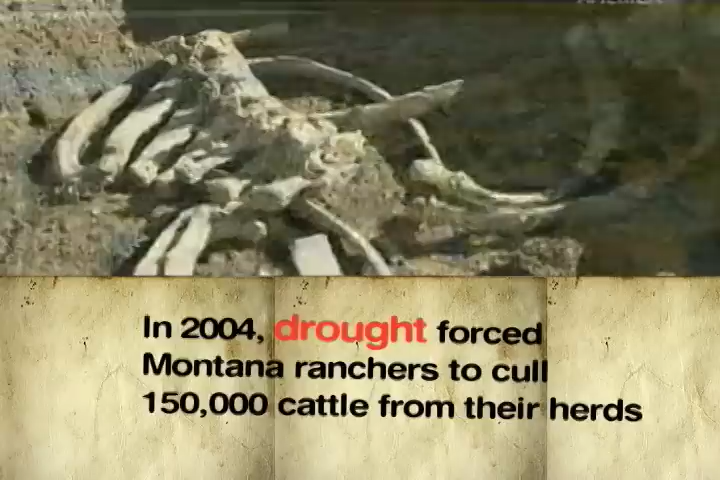 In 2004, drought forced
Montana ranchers to cull
150,000 cattle from their herds